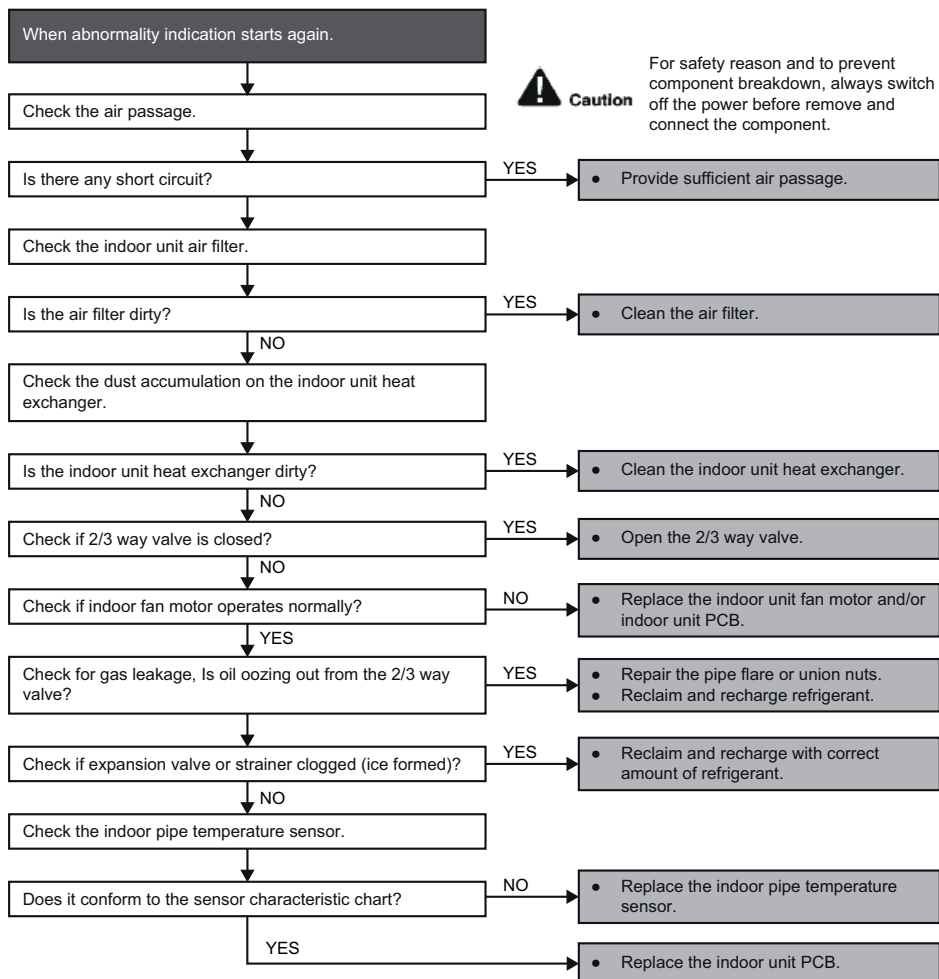 When abnormality indication starts again.
For safety reason and to prevent
component breakdown, always switch
off the power before remove and
connect the component.
Caution
Check the air passage.
Is there any short circuit?
YES
● Provide sufficient air passage.
Check the indoor unit air filter.
Is the air filter dirty?
YES
● Clean the air filter.
NO
Check the dust accumulation on the indoor unit heat
exchanger.
Is the indoor unit heat exchanger dirty?
YES
● Clean the indoor unit heat exchanger.
NO
Check if 2/3 way valve is closed?
YES
● Open the 2/3 way valve.
NO
Check if indoor fan motor operates normally?
NO
● Replace the indoor unit fan motor and/or
indoor unit PCB.
YES
Check for gas leakage, Is oil oozing out from the 2/3 way
valve?
YES
● Repair the pipe flare or union nuts.
● Reclaim and recharge refrigerant.
Check if expansion valve or strainer clogged (ice formed)?
YES
● Reclaim and recharge with correct
amount of refrigerant.
NO
Check the indoor pipe temperature sensor.
Does it conform to the sensor characteristic chart?
NO
● Replace the indoor pipe temperature
sensor.
YES
● Replace the indoor unit PCB.